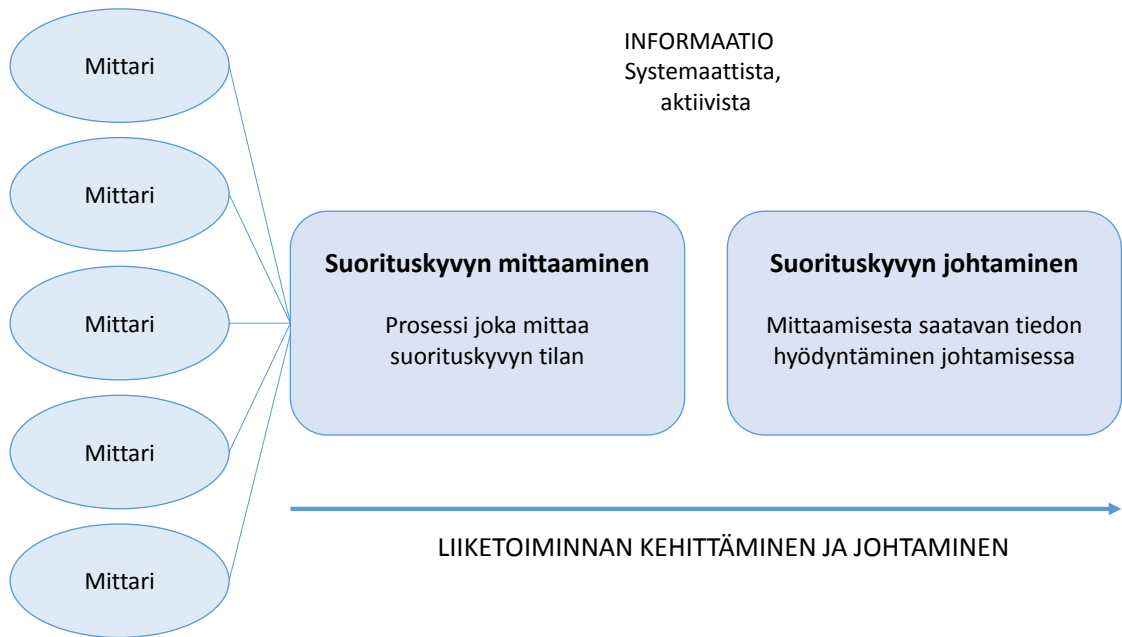 Mittari
Mittari
Mittari
Mittari
Mittari
INFORMAATIO
Systemaattista,
aktiivista
Suorituskyvyn mittaaminen
Prosessi joka mittaa
suorituskyvyn tilan
Suorituskyvyn johtaminen
Mittaamisesta saatavan tiedon
hyödyntäminen johtamisessa
LIIKETOIMINNAN KEHITTÄMINEN JA JOHTAMINEN